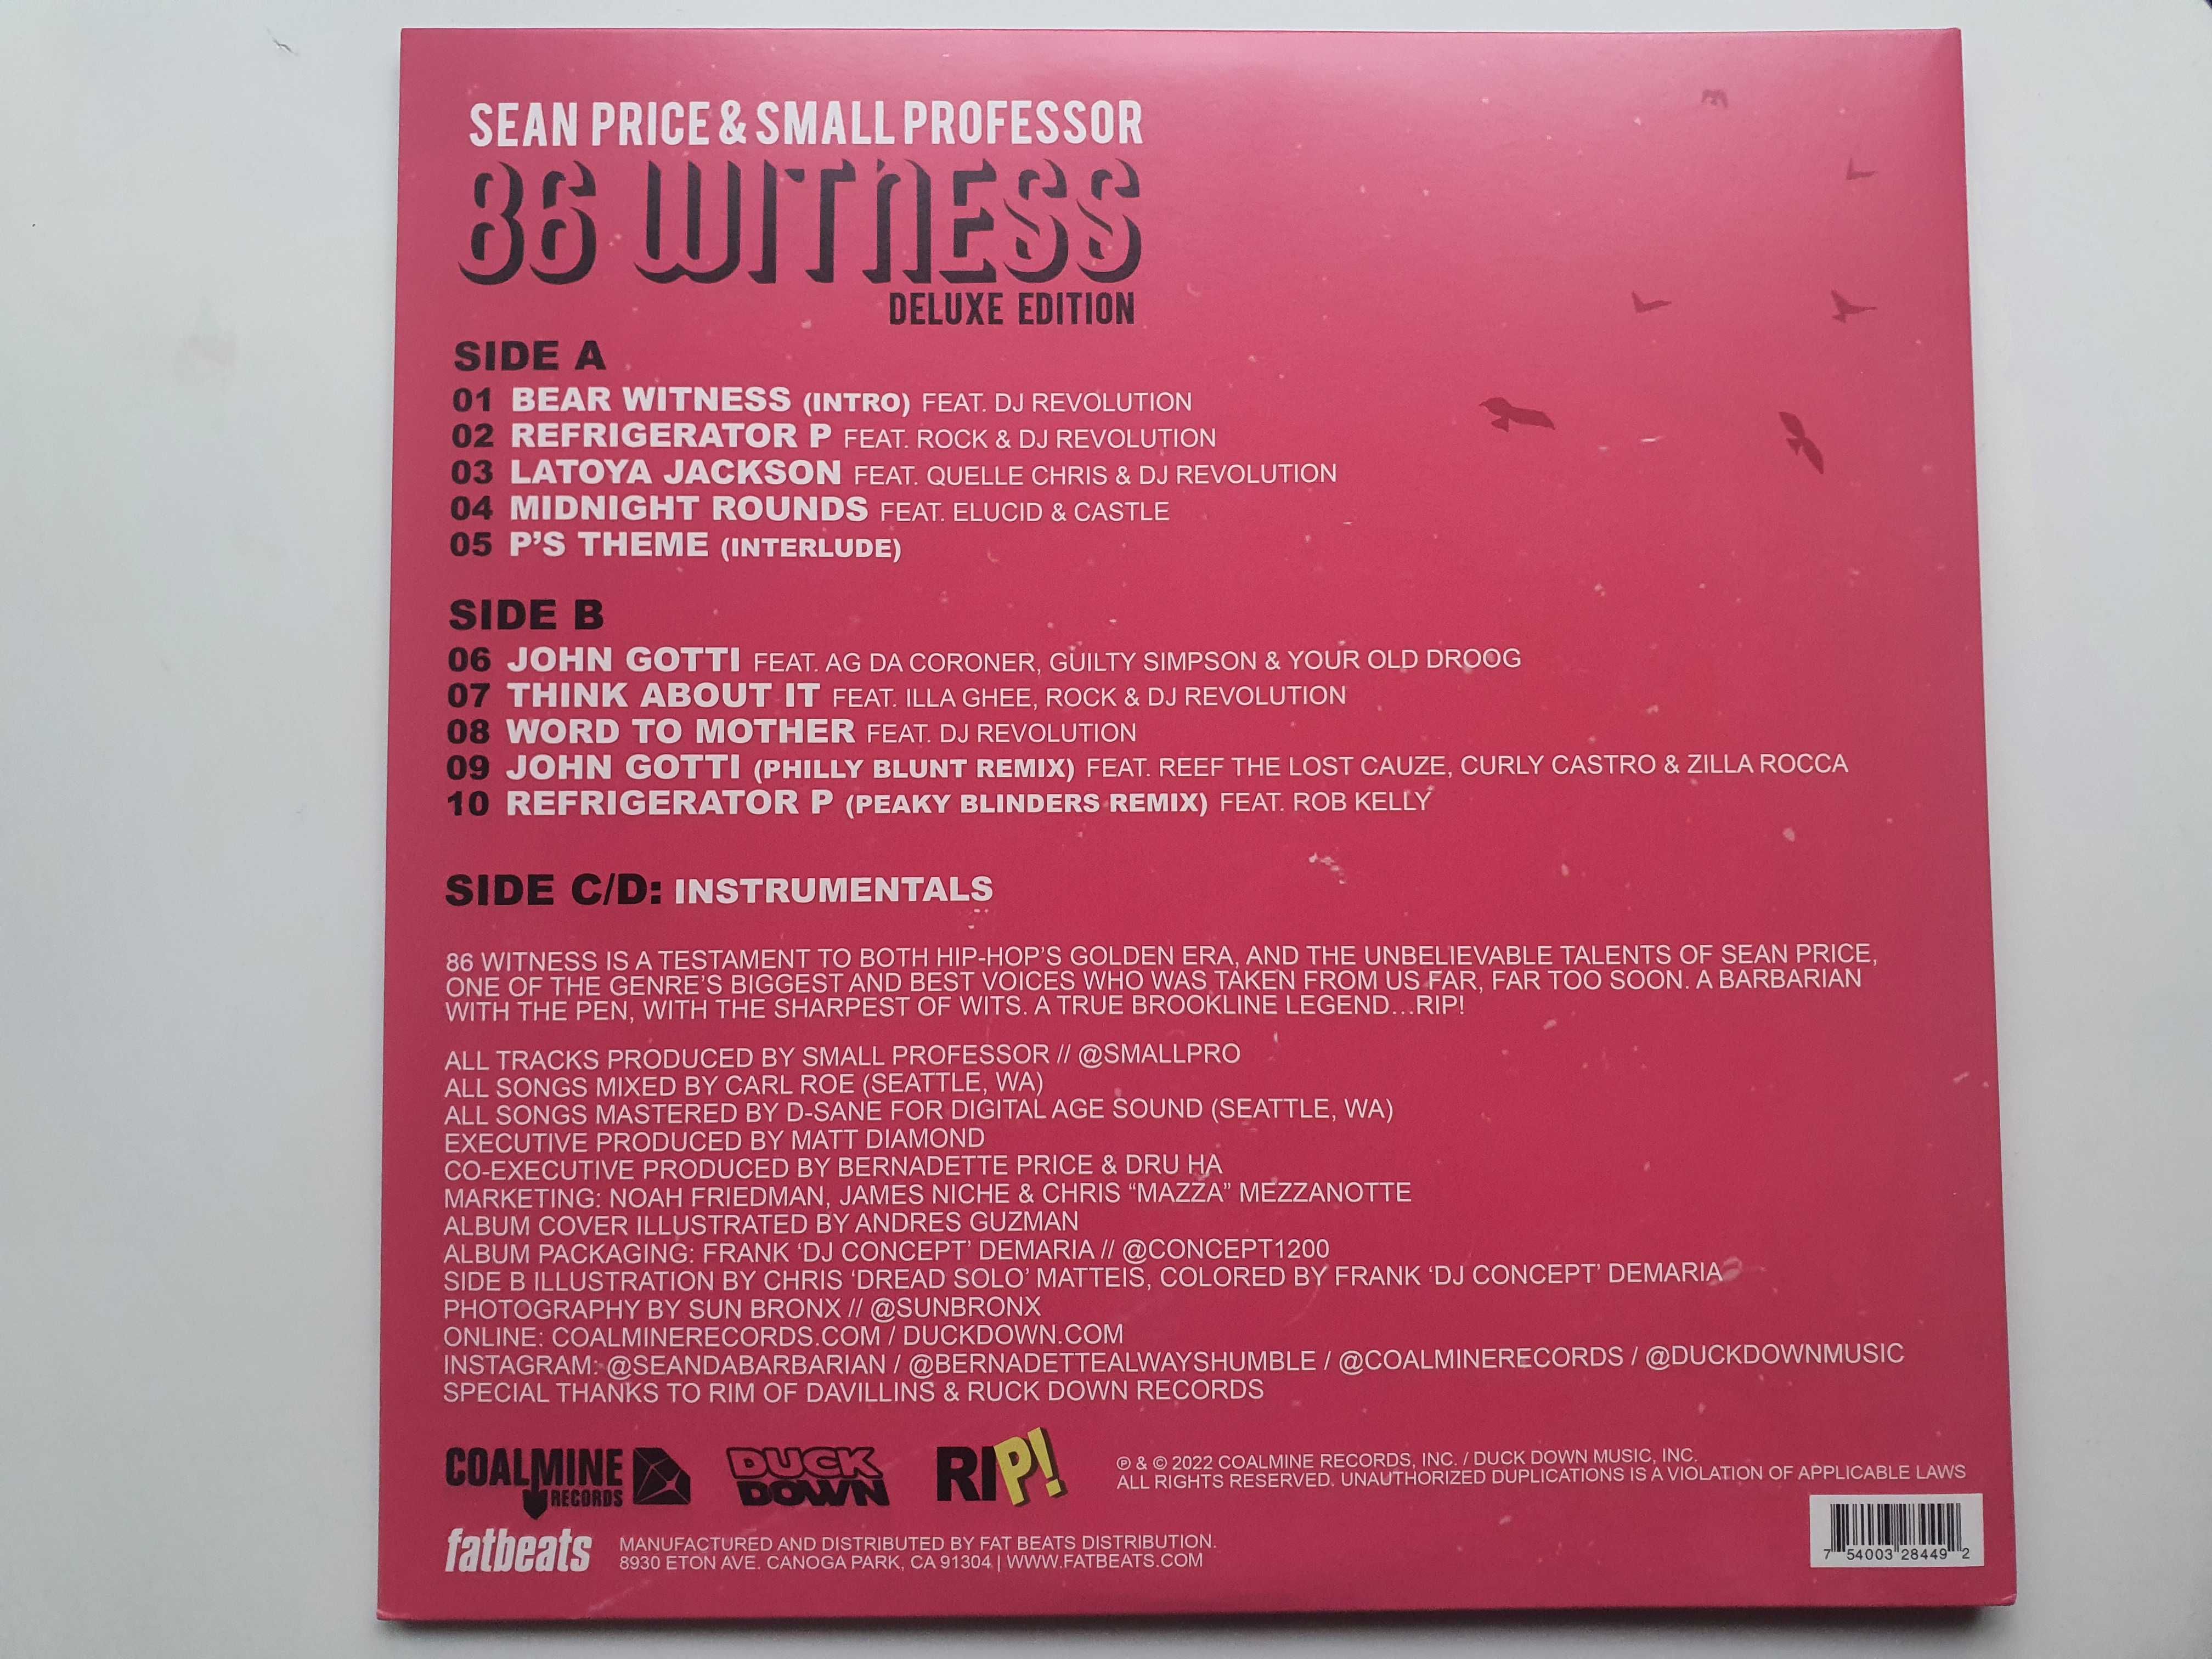 SEAN PRICE & SMALL PROFESSOR
86 WITNESS
DELUXE EDITION
SIDE A
01 BEAR WITNESS (INTRO) FEAT. DJ REVOLUTION
02 REFRIGERATOR P FEAT. ROCK & DJ REVOLUTION
03 LATOYA JACKSON FEAT. QUELLE CHRIS & DJ REVOLUTION
04 MIDNIGHT ROUNDS FEAT. ELUCID & CASTLE
05 P'S THEME (INTERLUDE)
SIDE B
06 JOHN GOTTI FEAT. AG DA CORONER, GUILTY SIMPSON & YOUR OLD DROOG
07 THINK ABOUT IT FEAT. ILLA GHEE, ROCK & DJ REVOLUTION
08 WORD TO MOTHER FEAT. DJ REVOLUTION
09 JOHN GOTTI (PHILLY BLUNT REMIX) FEAT. REEF THE LOST CAUZE, CURLY CASTRO & ZILLA ROCCA
10 REFRIGERATOR P (PEAKY BLINDERS REMIX) FEAT. ROB KELLY
SIDE C/D: INSTRUMENTALS
86 WITNESS IS A TESTAMENT TO BOTH HIP-HOP'S GOLDEN ERA, AND THE UNBELIEVABLE TALENTS OF SEAN PRICE,
ONE OF THE GENRE'S BIGGEST AND BEST VOICES WHO WAS TAKEN FROM US FAR, FAR TOO SOON. A BARBARIAN
WITH THE PEN, WITH THE SHARPEST OF WITS. A TRUE BROOKLINE LEGEND...RIP!
ALL TRACKS PRODUCED BY SMALL PROFESSOR // @SMALLPRO
ALL SONGS MIXED BY CARL ROE (SEATTLE, WA)
ALL SONGS MASTERED BY D-SANE FOR DIGITAL AGE SOUND (SEATTLE, WA)
EXECUTIVE PRODUCED BY MATT DIAMOND
CO-EXECUTIVE PRODUCED BY BERNADETTE PRICE & DRU HA
MARKETING: NOAH FRIEDMAN, JAMES NICHE & CHRIS “MAZZA” MEZZANOTTE
ALBUM COVER ILLUSTRATED BY ANDRES GUZMAN
ALBUM PACKAGING: FRANK ‘DJ CONCEPT’ DEMARIA // @CONCEPT1200
SIDE B ILLUSTRATION BY CHRIS ‘DREAD SOLO’ MATTEIS, COLORED BY FRANK ‘DJ CONCEPT’ DEMARIA
PHOTOGRAPHY BY SUN BRONX // @SUNBRONX
ONLINE: COALMINERECORDS.COM / DUCKDOWN.COM
INSTAGRAM: @SEANDABARBARIAN / @BERNADETTEALWAYSHUMBLE / @COALMINERECORDS / @DUCKDOWNMUSIC
SPECIAL THANKS TO RIM OF DAVILLINS & RUCK DOWN RECORDS
COALMINE
RECORDS
DUCK
DOWN
RIP!
℗ & © 2022 COALMINE RECORDS, INC. / DUCK DOWN MUSIC, INC.
ALL RIGHTS RESERVED. UNAUTHORIZED DUPLICATIONS IS A VIOLATION OF APPLICABLE LAWS
fatbeats
MANUFACTURED AND DISTRIBUTED BY FAT BEATS DISTRIBUTION.
8930 ETON AVE. CANOGA PARK, CA 91304 | WWW.FATBEATS.COM
7 54003 28449 2